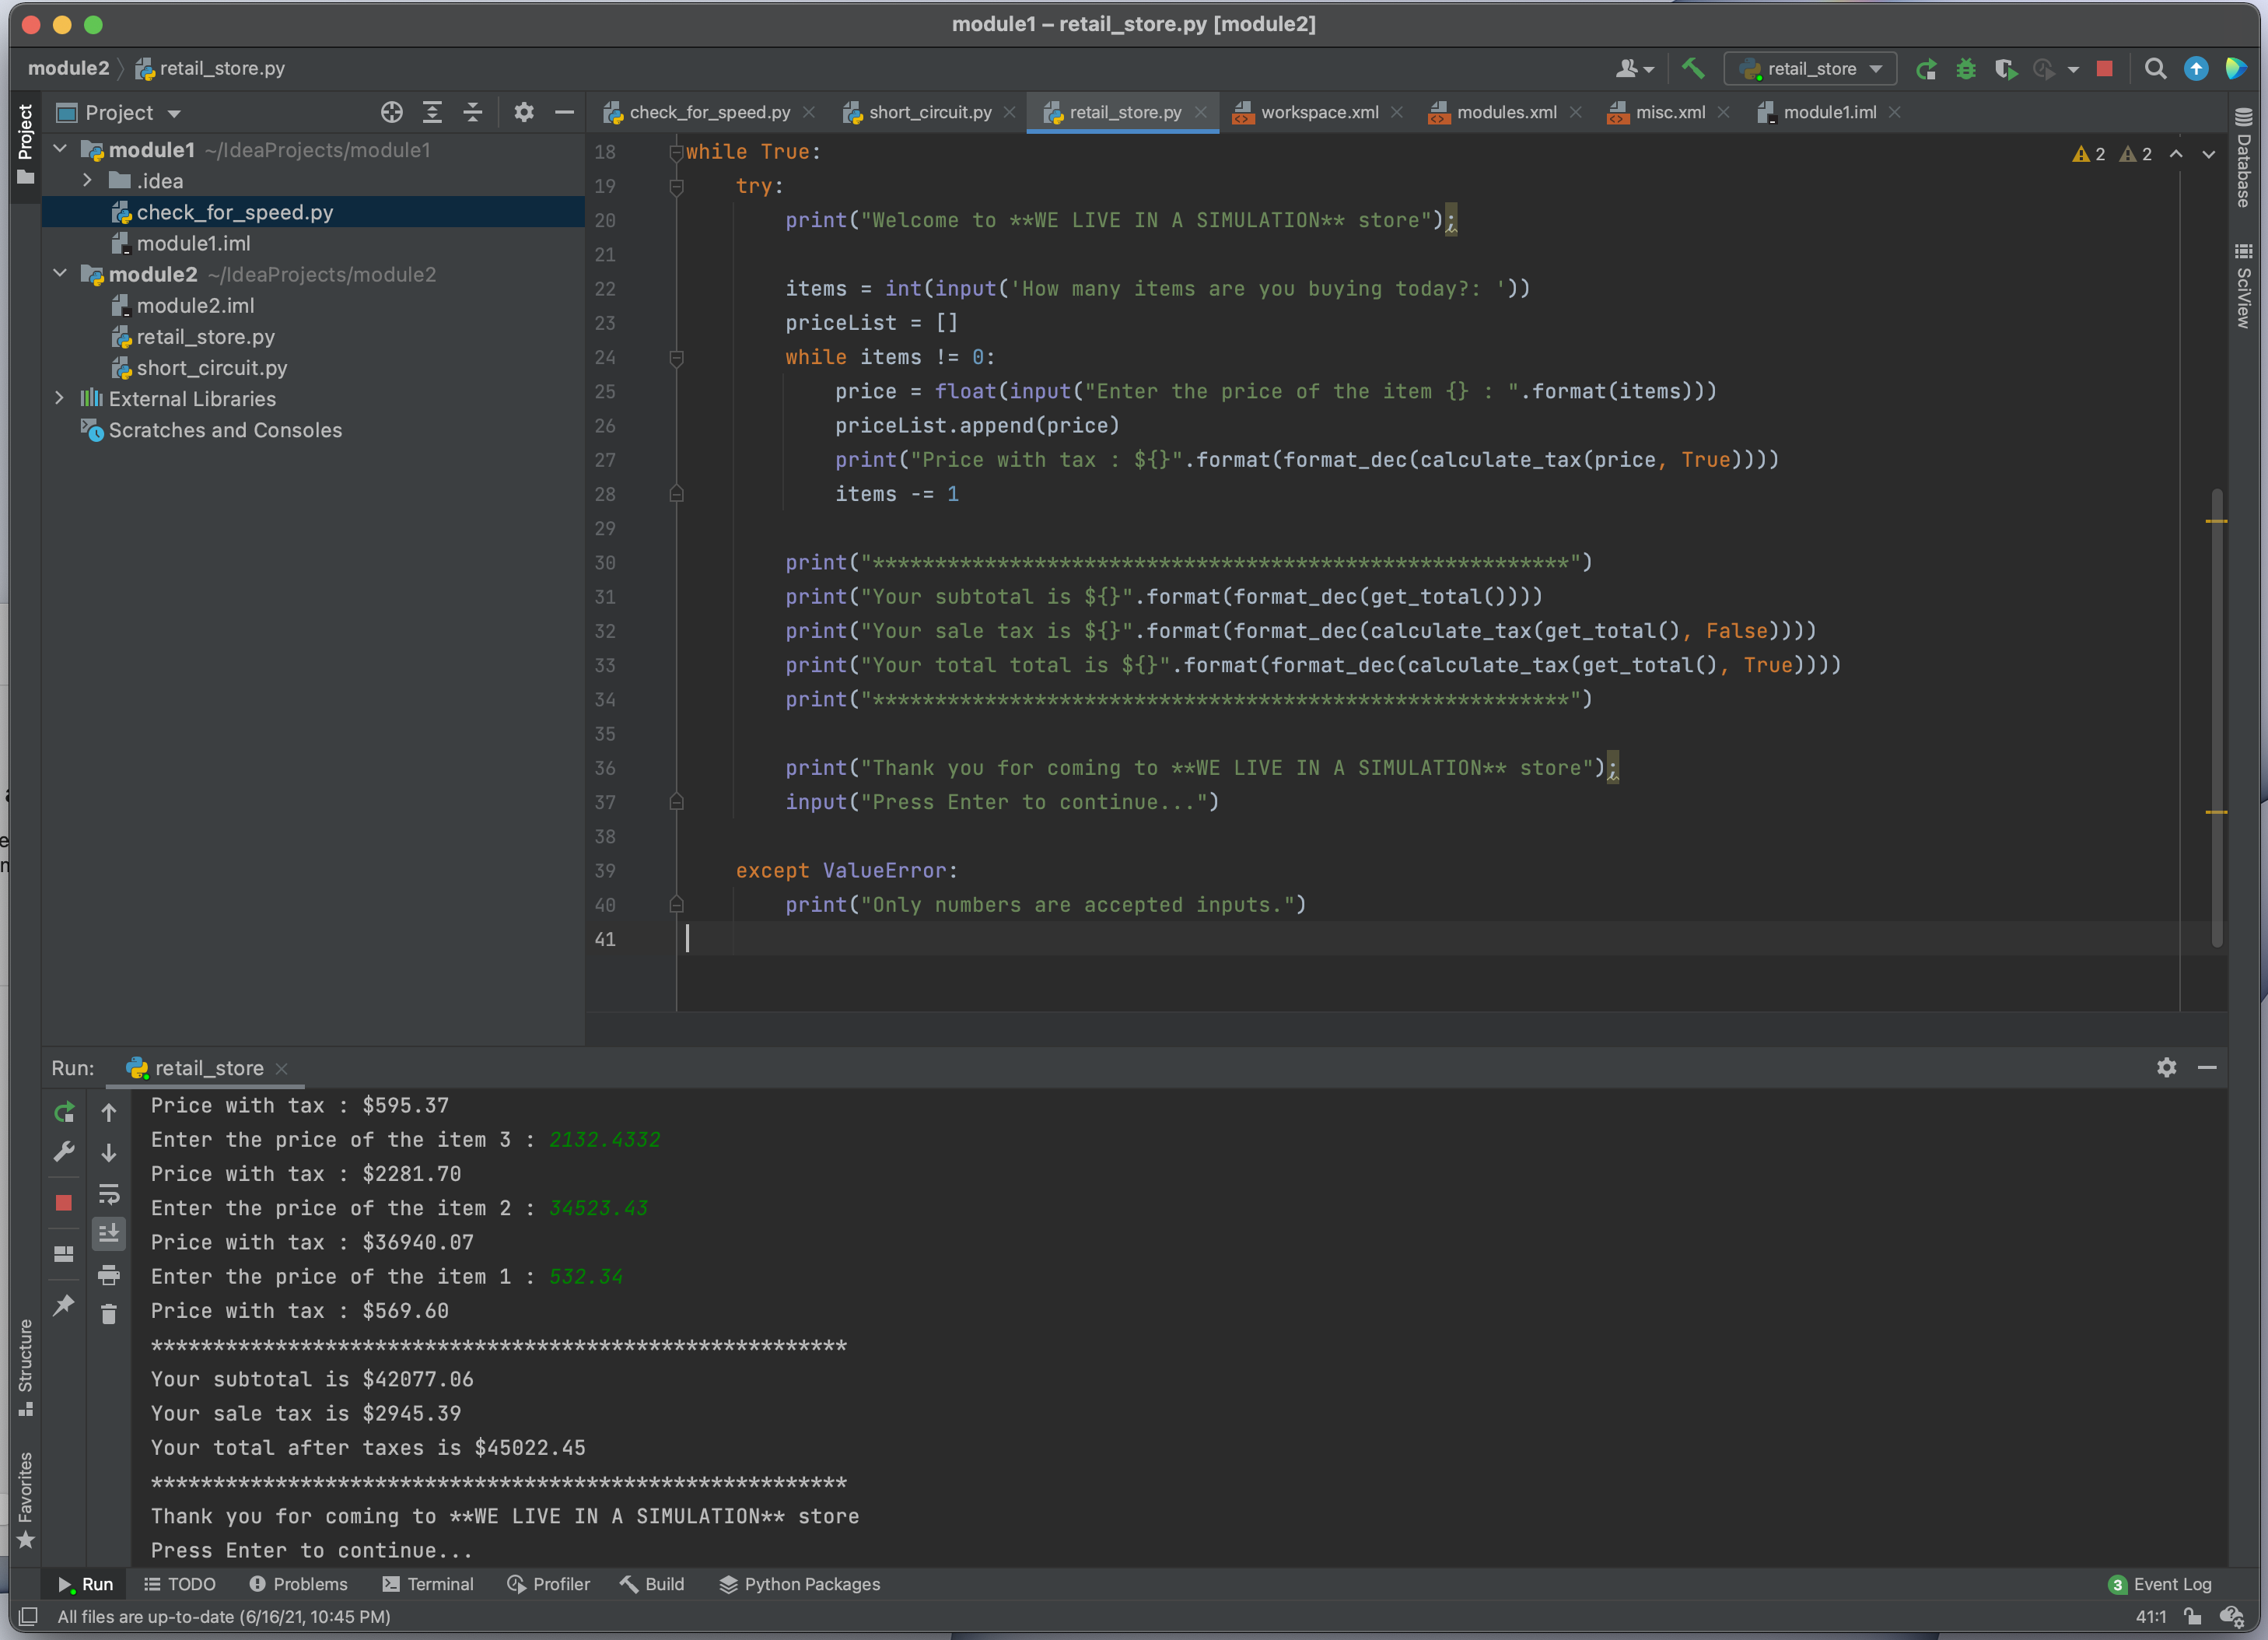 module1 – retail_store.py [module2]
module2 retail_store.py
retail_store
Project
Project
check_for_speed.py
short_circuit.py
retail_store.py
workspace.xml
modules.xml
misc.xml
module1.iml
Database
SciView
module1 ~/IdeaProjects/module1
.idea
check_for_speed.py
module1.iml
module2 ~/IdeaProjects/module2
module2.iml
retail_store.py
short_circuit.py
External Libraries
Scratches and Consoles
2 2
18 while True:
19 try:
20 print("Welcome to **WE LIVE IN A SIMULATION** store");
21
22 items = int(input('How many items are you buying today?: '))
23 priceList = []
24 while items != 0:
25 price = float(input("Enter the price of the item {} : ".format(items)))
26 priceList.append(price)
27 print("Price with tax : ${}".format(format_dec(calculate_tax(price, True))))
28 items -= 1
29
30 print("********************************************************")
31 print("Your subtotal is ${}".format(format_dec(get_total())))
32 print("Your sale tax is ${}".format(format_dec(calculate_tax(get_total(), False))))
33 print("Your total total is ${}".format(format_dec(calculate_tax(get_total(), True))))
34 print("********************************************************")
35
36 print("Thank you for coming to **WE LIVE IN A SIMULATION** store");
37 input("Press Enter to continue...")
38
39 except ValueError:
40 print("Only numbers are accepted inputs.")
41
Run: retail_store
Price with tax : $595.37
Enter the price of the item 3 : 2132.4332
Price with tax : $2281.70
Enter the price of the item 2 : 34523.43
Price with tax : $36940.07
Enter the price of the item 1 : 532.34
Price with tax : $569.60
********************************************************
Your subtotal is $42077.06
Your sale tax is $2945.39
Your total after taxes is $45022.45
********************************************************
Thank you for coming to **WE LIVE IN A SIMULATION** store
Press Enter to continue...
Structure
Favorites
Run TODO Problems Terminal Profiler Build Python Packages 3 Event Log
All files are up-to-date (6/16/21, 10:45 PM) 41:1